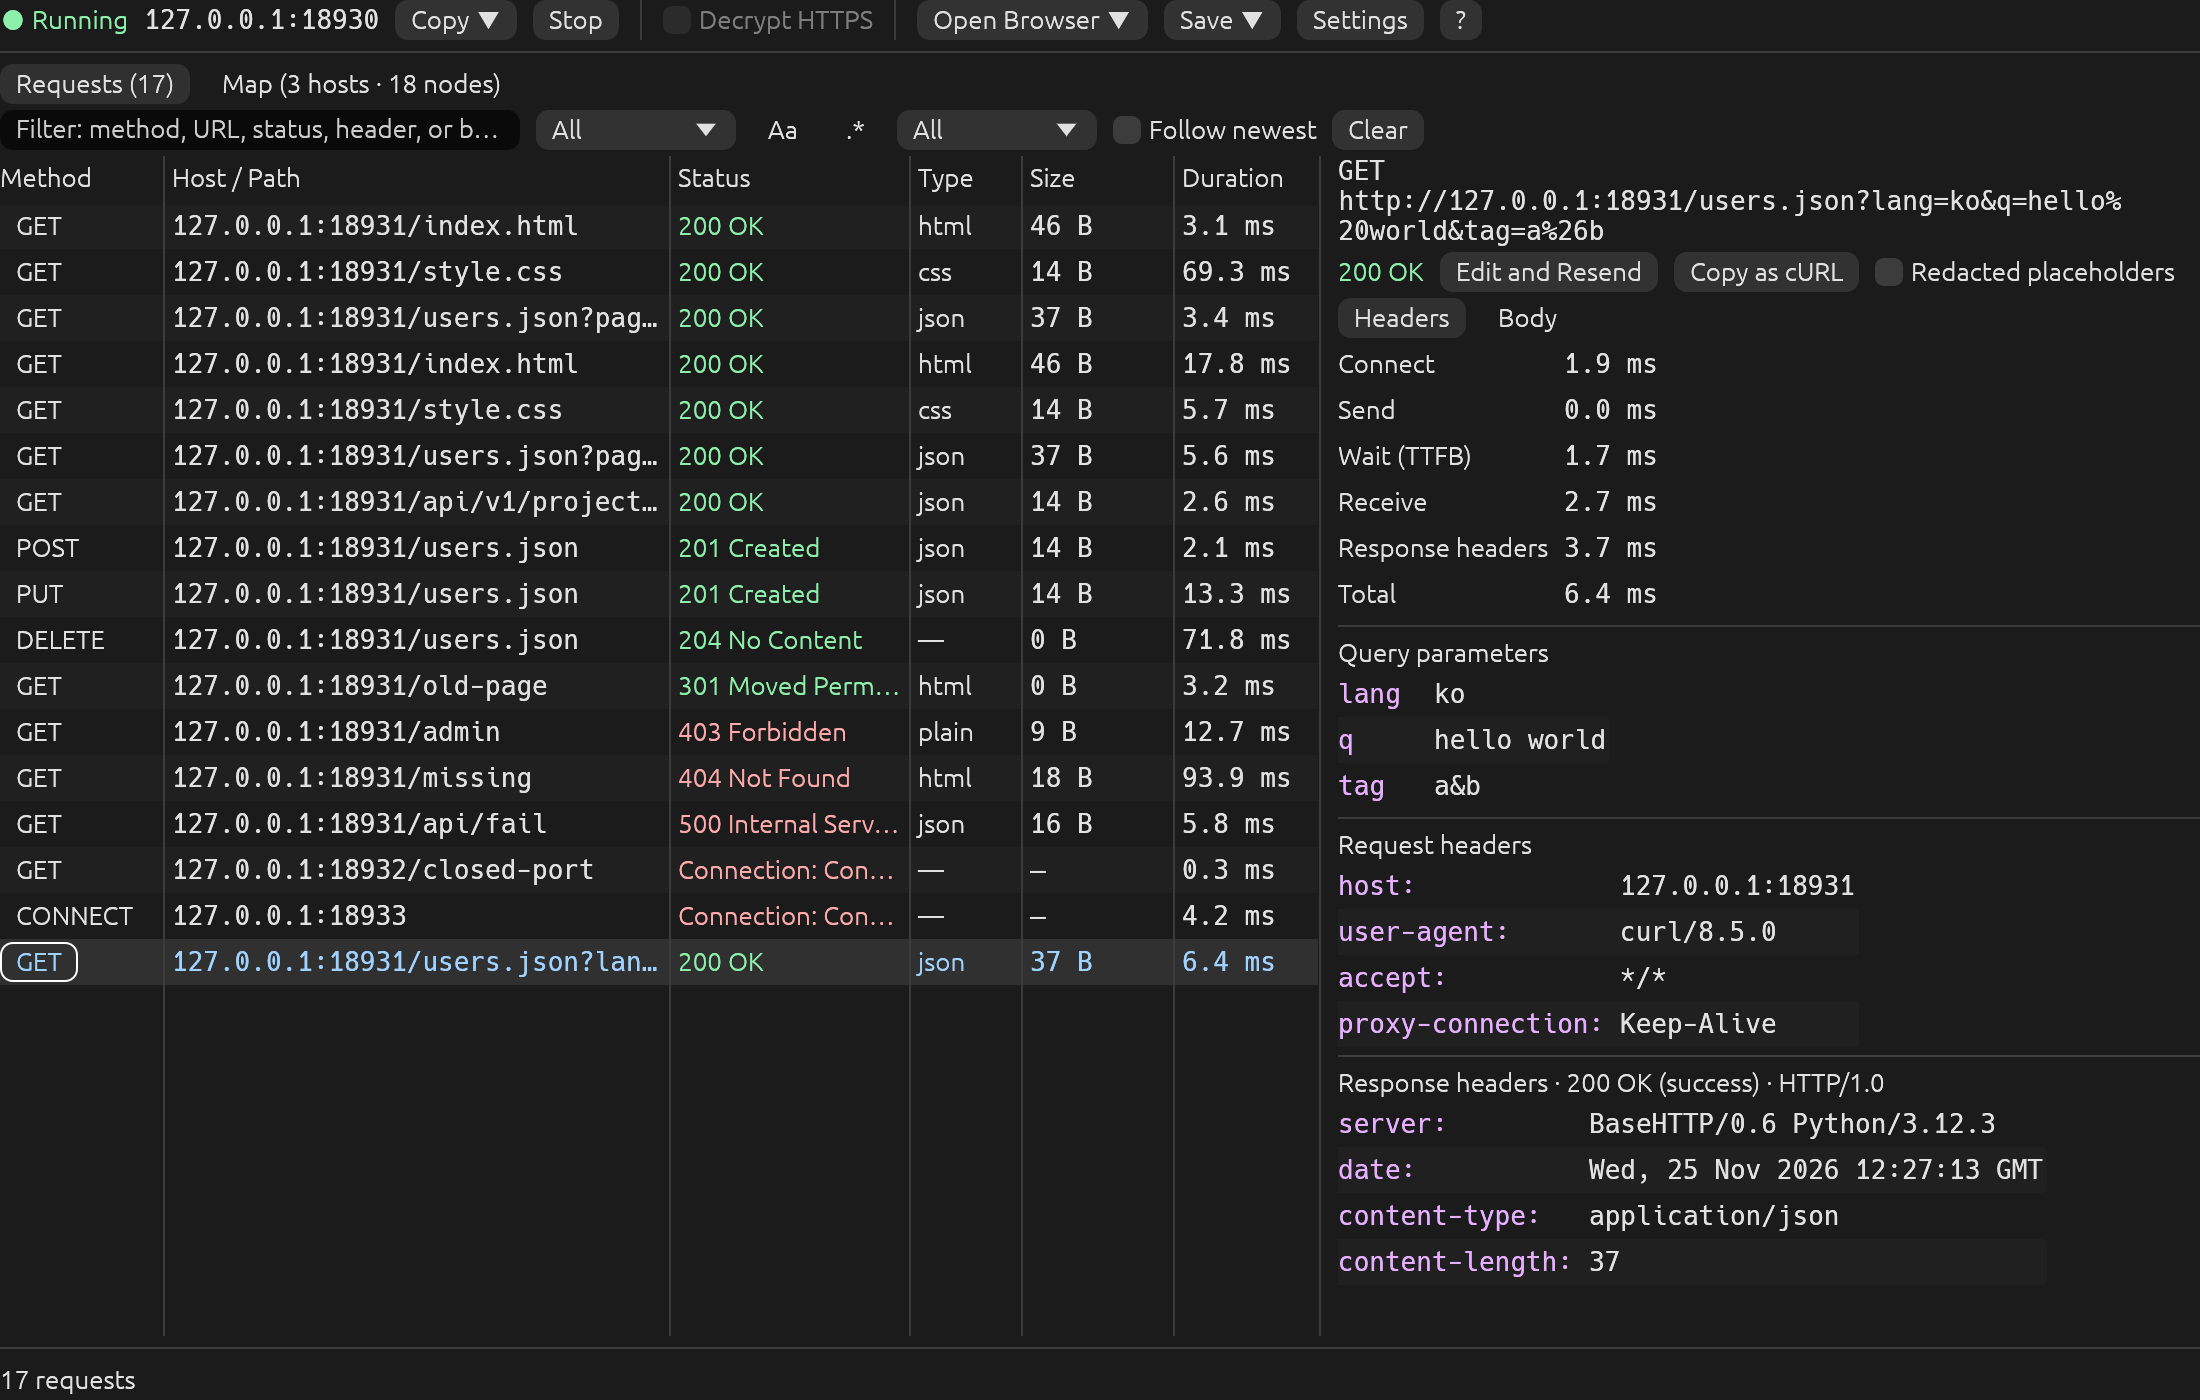 Running 127.0.0.1:18930 Copy ▼ Stop Decrypt HTTPS Open Browser ▼ Save ▼ Settings ?
Requests (17) Map (3 hosts · 18 nodes)
Filter: method, URL, status, header, or b… All ▼ Aa .* All ▼ Follow newest Clear
Method Host / Path Status Type Size Duration
GET 127.0.0.1:18931/index.html 200 OK html 46 B 3.1 ms
GET 127.0.0.1:18931/style.css 200 OK css 14 B 69.3 ms
GET 127.0.0.1:18931/users.json?pag… 200 OK json 37 B 3.4 ms
GET 127.0.0.1:18931/index.html 200 OK html 46 B 17.8 ms
GET 127.0.0.1:18931/style.css 200 OK css 14 B 5.7 ms
GET 127.0.0.1:18931/users.json?pag… 200 OK json 37 B 5.6 ms
GET 127.0.0.1:18931/api/v1/project… 200 OK json 14 B 2.6 ms
POST 127.0.0.1:18931/users.json 201 Created json 14 B 2.1 ms
PUT 127.0.0.1:18931/users.json 201 Created json 14 B 13.3 ms
DELETE 127.0.0.1:18931/users.json 204 No Content — 0 B 71.8 ms
GET 127.0.0.1:18931/old-page 301 Moved Perm… html 0 B 3.2 ms
GET 127.0.0.1:18931/admin 403 Forbidden plain 9 B 12.7 ms
GET 127.0.0.1:18931/missing 404 Not Found html 18 B 93.9 ms
GET 127.0.0.1:18931/api/fail 500 Internal Serv… json 16 B 5.8 ms
GET 127.0.0.1:18932/closed-port Connection: Con… — – 0.3 ms
CONNECT 127.0.0.1:18933 Connection: Con… — – 4.2 ms
GET 127.0.0.1:18931/users.json?lan… 200 OK json 37 B 6.4 ms
GET
http://127.0.0.1:18931/users.json?lang=ko&q=hello%
20world&tag=a%26b
200 OK Edit and Resend Copy as cURL Redacted placeholders
Headers Body
Connect 1.9 ms
Send 0.0 ms
Wait (TTFB) 1.7 ms
Receive 2.7 ms
Response headers 3.7 ms
Total 6.4 ms
Query parameters
lang ko
q hello world
tag a&b
Request headers
host: 127.0.0.1:18931
user-agent: curl/8.5.0
accept: */*
proxy-connection: Keep-Alive
Response headers · 200 OK (success) · HTTP/1.0
server: BaseHTTP/0.6 Python/3.12.3
date: Wed, 25 Nov 2026 12:27:13 GMT
content-type: application/json
content-length: 37
17 requests